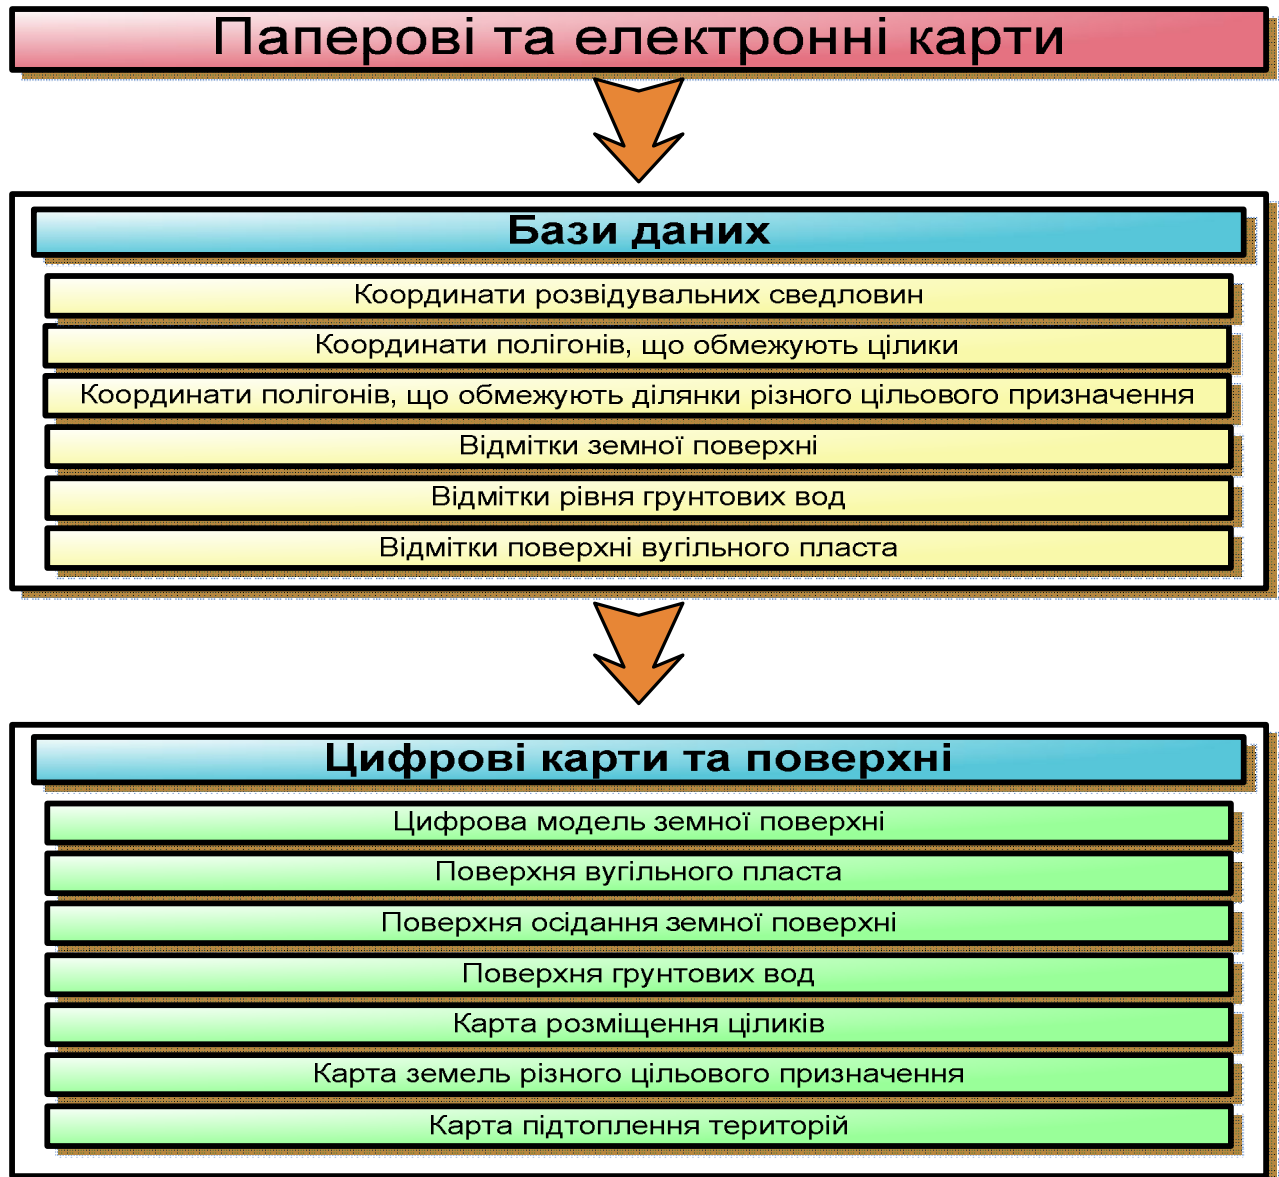 Паперові та електронні карти
Бази даних
Координати розвідувальних сведловин
Координати полігонів, що обмежують цілики
Координати полігонів, що обмежують ділянки різного цільового призначення
Відмітки земної поверхні
Відмітки рівня грунтових вод
Відмітки поверхні вугільного пласта
Цифрові карти та поверхні
Цифрова модель земної поверхні
Поверхня вугільного пласта
Поверхня осідання земної поверхні
Поверхня грунтових вод
Карта розміщення ціликів
Карта земель різного цільового призначення
Карта підтоплення територій